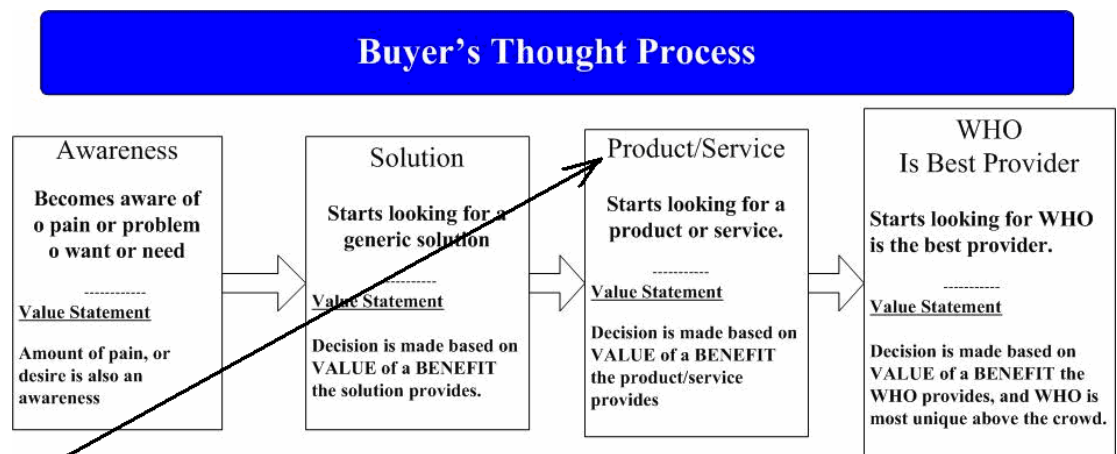 Buyer's Thought Process
Awareness
Becomes aware of
o pain or problem
o want or need
------------
Value Statement
Amount of pain, or
desire is also an
awareness
Solution
Starts looking for a
generic solution
-----------
Value Statement
Decision is made based on
VALUE of a BENEFIT
the solution provides.
Product/Service
Starts looking for a
product or service.
-----------
Value Statement
Decision is made based on
VALUE of a BENEFIT
the product/service
provides
WHO
Is Best Provider
Starts looking for WHO
is the best provider.
-----------
Value Statement
Decision is made based on
VALUE of a BENEFIT the
WHO provides, and WHO is
most unique above the crowd.